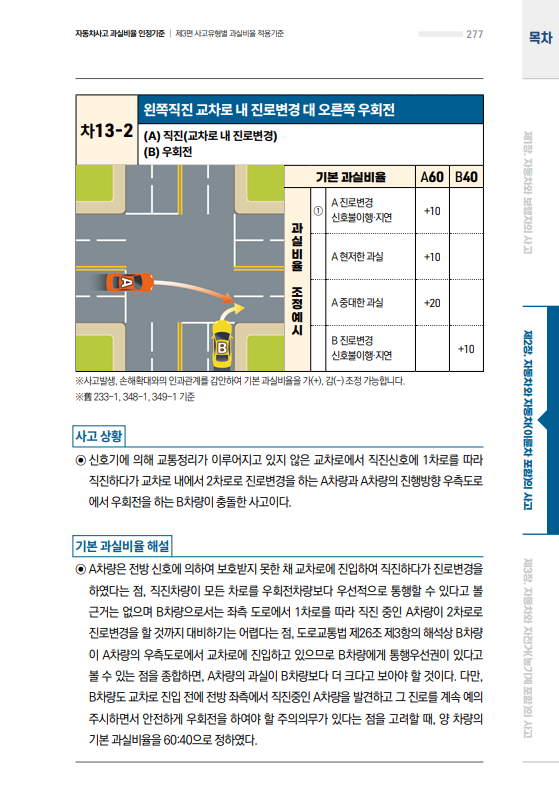 자동차사고 과실비율 인정기준 | 제3편 사고유형별 과실비율 적용기준
277
목차
차13-2
왼쪽직진 교차로 내 진로변경 대 오른쪽 우회전
(A) 직진(교차로 내 진로변경)
(B) 우회전
기본 과실비율 A60 B40
과실비율 조정예시
① A 진로변경 신호불이행·지연 +10
A 현저한 과실 +10
A 중대한 과실 +20
B 진로변경 신호불이행·지연 +10
A
B
※사고발생, 손해확대와의 인과관계를 감안하여 기본 과실비율을 가(+), 감(-) 조정 가능합니다.
※舊 233-1, 348-1, 349-1 기준
사고 상황
◉ 신호기에 의해 교통정리가 이루어지고 있지 않은 교차로에서 직진신호에 1차로를 따라
직진하다가 교차로 내에서 2차로로 진로변경을 하는 A차량과 A차량의 진행방향 우측도로
에서 우회전을 하는 B차량이 충돌한 사고이다.
기본 과실비율 해설
◉ A차량은 전방 신호에 의하여 보호받지 못한 채 교차로에 진입하여 직진하다가 진로변경을
하였다는 점, 직진차량이 모든 차로를 우회전차량보다 우선적으로 통행할 수 있다고 볼
근거는 없으며 B차량으로서는 좌측 도로에서 1차로를 따라 직진 중인 A차량이 2차로로
진로변경을 할 것까지 대비하기는 어렵다는 점, 도로교통법 제26조 제3항의 해석상 B차량
이 A차량의 우측도로에서 교차로에 진입하고 있으므로 B차량에게 통행우선권이 있다고
볼 수 있는 점을 종합하면, A차량의 과실이 B차량보다 더 크다고 보아야 할 것이다. 다만,
B차량도 교차로 진입 전에 전방 좌측에서 직진중인 A차량을 발견하고 그 진로를 계속 예의
주시하면서 안전하게 우회전을 하여야 할 주의의무가 있다는 점을 고려할 때, 양 차량의
기본 과실비율을 60:40으로 정하였다.
제1장. 자동차와 보행자의 사고
제2장. 자동차와 자동차(이륜차 포함)의 사고
제3장. 자동차와 자전거(농기계 포함)의 사고